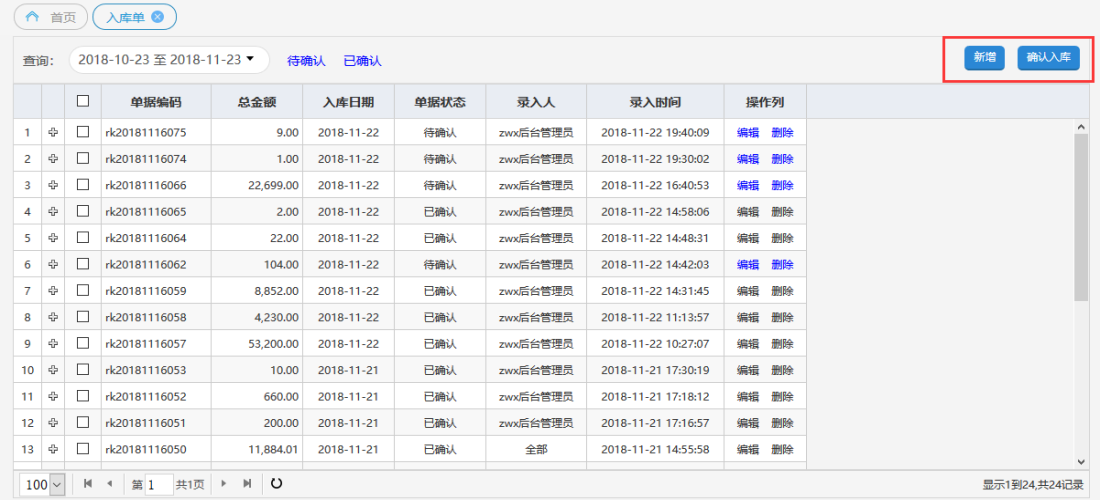 首页 入库单
查询： 2018-10-23 至 2018-11-23 待确认 已确认 新增 确认入库
单据编码 总金额 入库日期 单据状态 录入人 录入时间 操作列
1 rk20181116075 9.00 2018-11-22 待确认 zwx后台管理员 2018-11-22 19:40:09 编辑 删除
2 rk20181116074 1.00 2018-11-22 待确认 zwx后台管理员 2018-11-22 19:30:02 编辑 删除
3 rk20181116066 22,699.00 2018-11-22 待确认 zwx后台管理员 2018-11-22 16:40:53 编辑 删除
4 rk20181116065 2.00 2018-11-22 已确认 zwx后台管理员 2018-11-22 14:58:06 编辑 删除
5 rk20181116064 22.00 2018-11-22 已确认 zwx后台管理员 2018-11-22 14:48:31 编辑 删除
6 rk20181116062 104.00 2018-11-22 待确认 zwx后台管理员 2018-11-22 14:42:03 编辑 删除
7 rk20181116059 8,852.00 2018-11-22 已确认 zwx后台管理员 2018-11-22 14:31:45 编辑 删除
8 rk20181116058 4,230.00 2018-11-22 已确认 zwx后台管理员 2018-11-22 11:13:57 编辑 删除
9 rk20181116057 53,200.00 2018-11-22 已确认 zwx后台管理员 2018-11-22 10:27:07 编辑 删除
10 rk20181116053 10.00 2018-11-21 已确认 zwx后台管理员 2018-11-21 17:30:19 编辑 删除
11 rk20181116052 660.00 2018-11-21 已确认 zwx后台管理员 2018-11-21 17:18:12 编辑 删除
12 rk20181116051 200.00 2018-11-21 已确认 zwx后台管理员 2018-11-21 17:16:57 编辑 删除
13 rk20181116050 11,884.01 2018-11-21 已确认 全部 2018-11-21 14:55:58 编辑 删除
100 第 1 共1页 显示1到24,共24记录